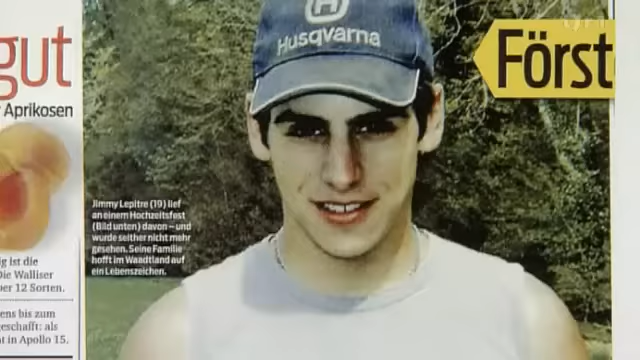 gut
Aprikosen
ig ist die
Die Walliser
ber 12 Sorten.
ens bis zum
geschafft: als
t in Apollo 15.
H
Husqvarna
Först
Jimmy Lepitre (19) lief
an einem Hochzeitsfest
(Bild unten) davon – und
wurde seither nicht mehr
gesehen. Seine Familie
hofft im Waadtland auf
ein Lebenszeichen.